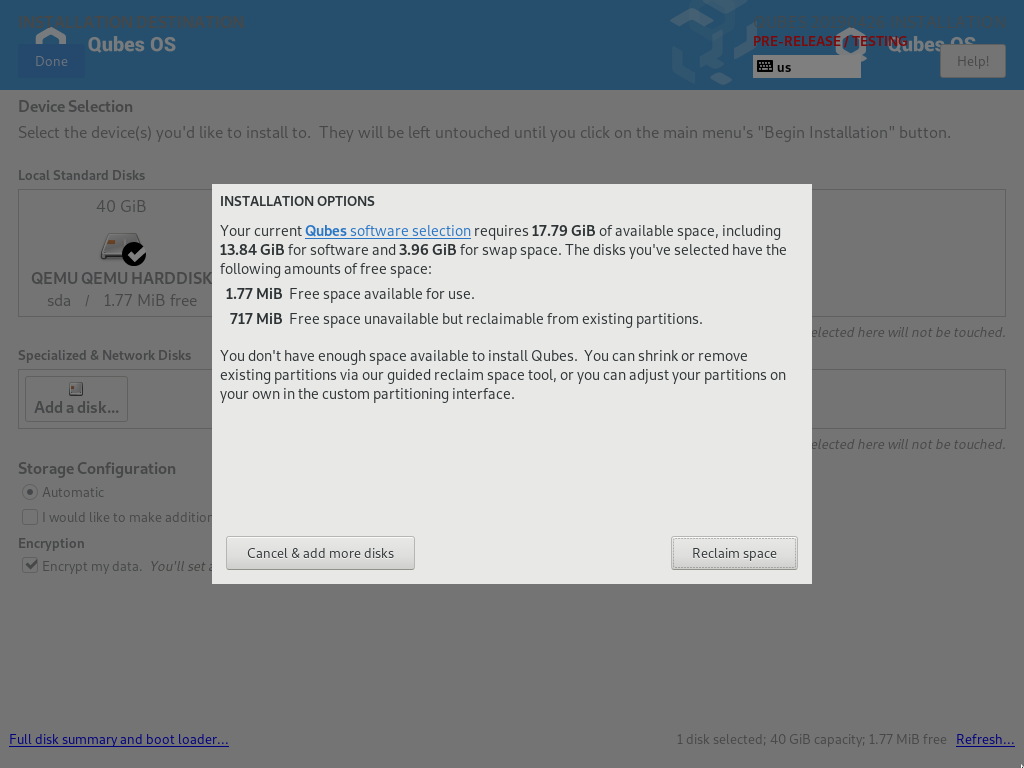 INSTALLATION DESTINATION
QUBES OS
Qubes OS
Done
PRE-RELEASE / TESTING
us
Qubes OS
Help!
Device Selection
Select the device(s) you'd like to install to.  They will be left untouched until you click on the main menu's "Begin Installation" button.
Local Standard Disks
40 GiB
QEMU QEMU HARDDISK
sda / 1.77 MiB free
elected here will not be touched.
Specialized & Network Disks
Add a disk...
elected here will not be touched.
Storage Configuration
Automatic
I would like to make addition
Encryption
Encrypt my data.  You'll set a
INSTALLATION OPTIONS
Your current Qubes software selection requires 17.79 GiB of available space, including
13.84 GiB for software and 3.96 GiB for swap space. The disks you've selected have the
following amounts of free space:
1.77 MiB Free space available for use.
717 MiB Free space unavailable but reclaimable from existing partitions.
You don't have enough space available to install Qubes.  You can shrink or remove
existing partitions via our guided reclaim space tool, or you can adjust your partitions on
your own in the custom partitioning interface.
Cancel & add more disks
Reclaim space
Full disk summary and boot loader...
1 disk selected; 40 GiB capacity; 1.77 MiB free
Refresh...